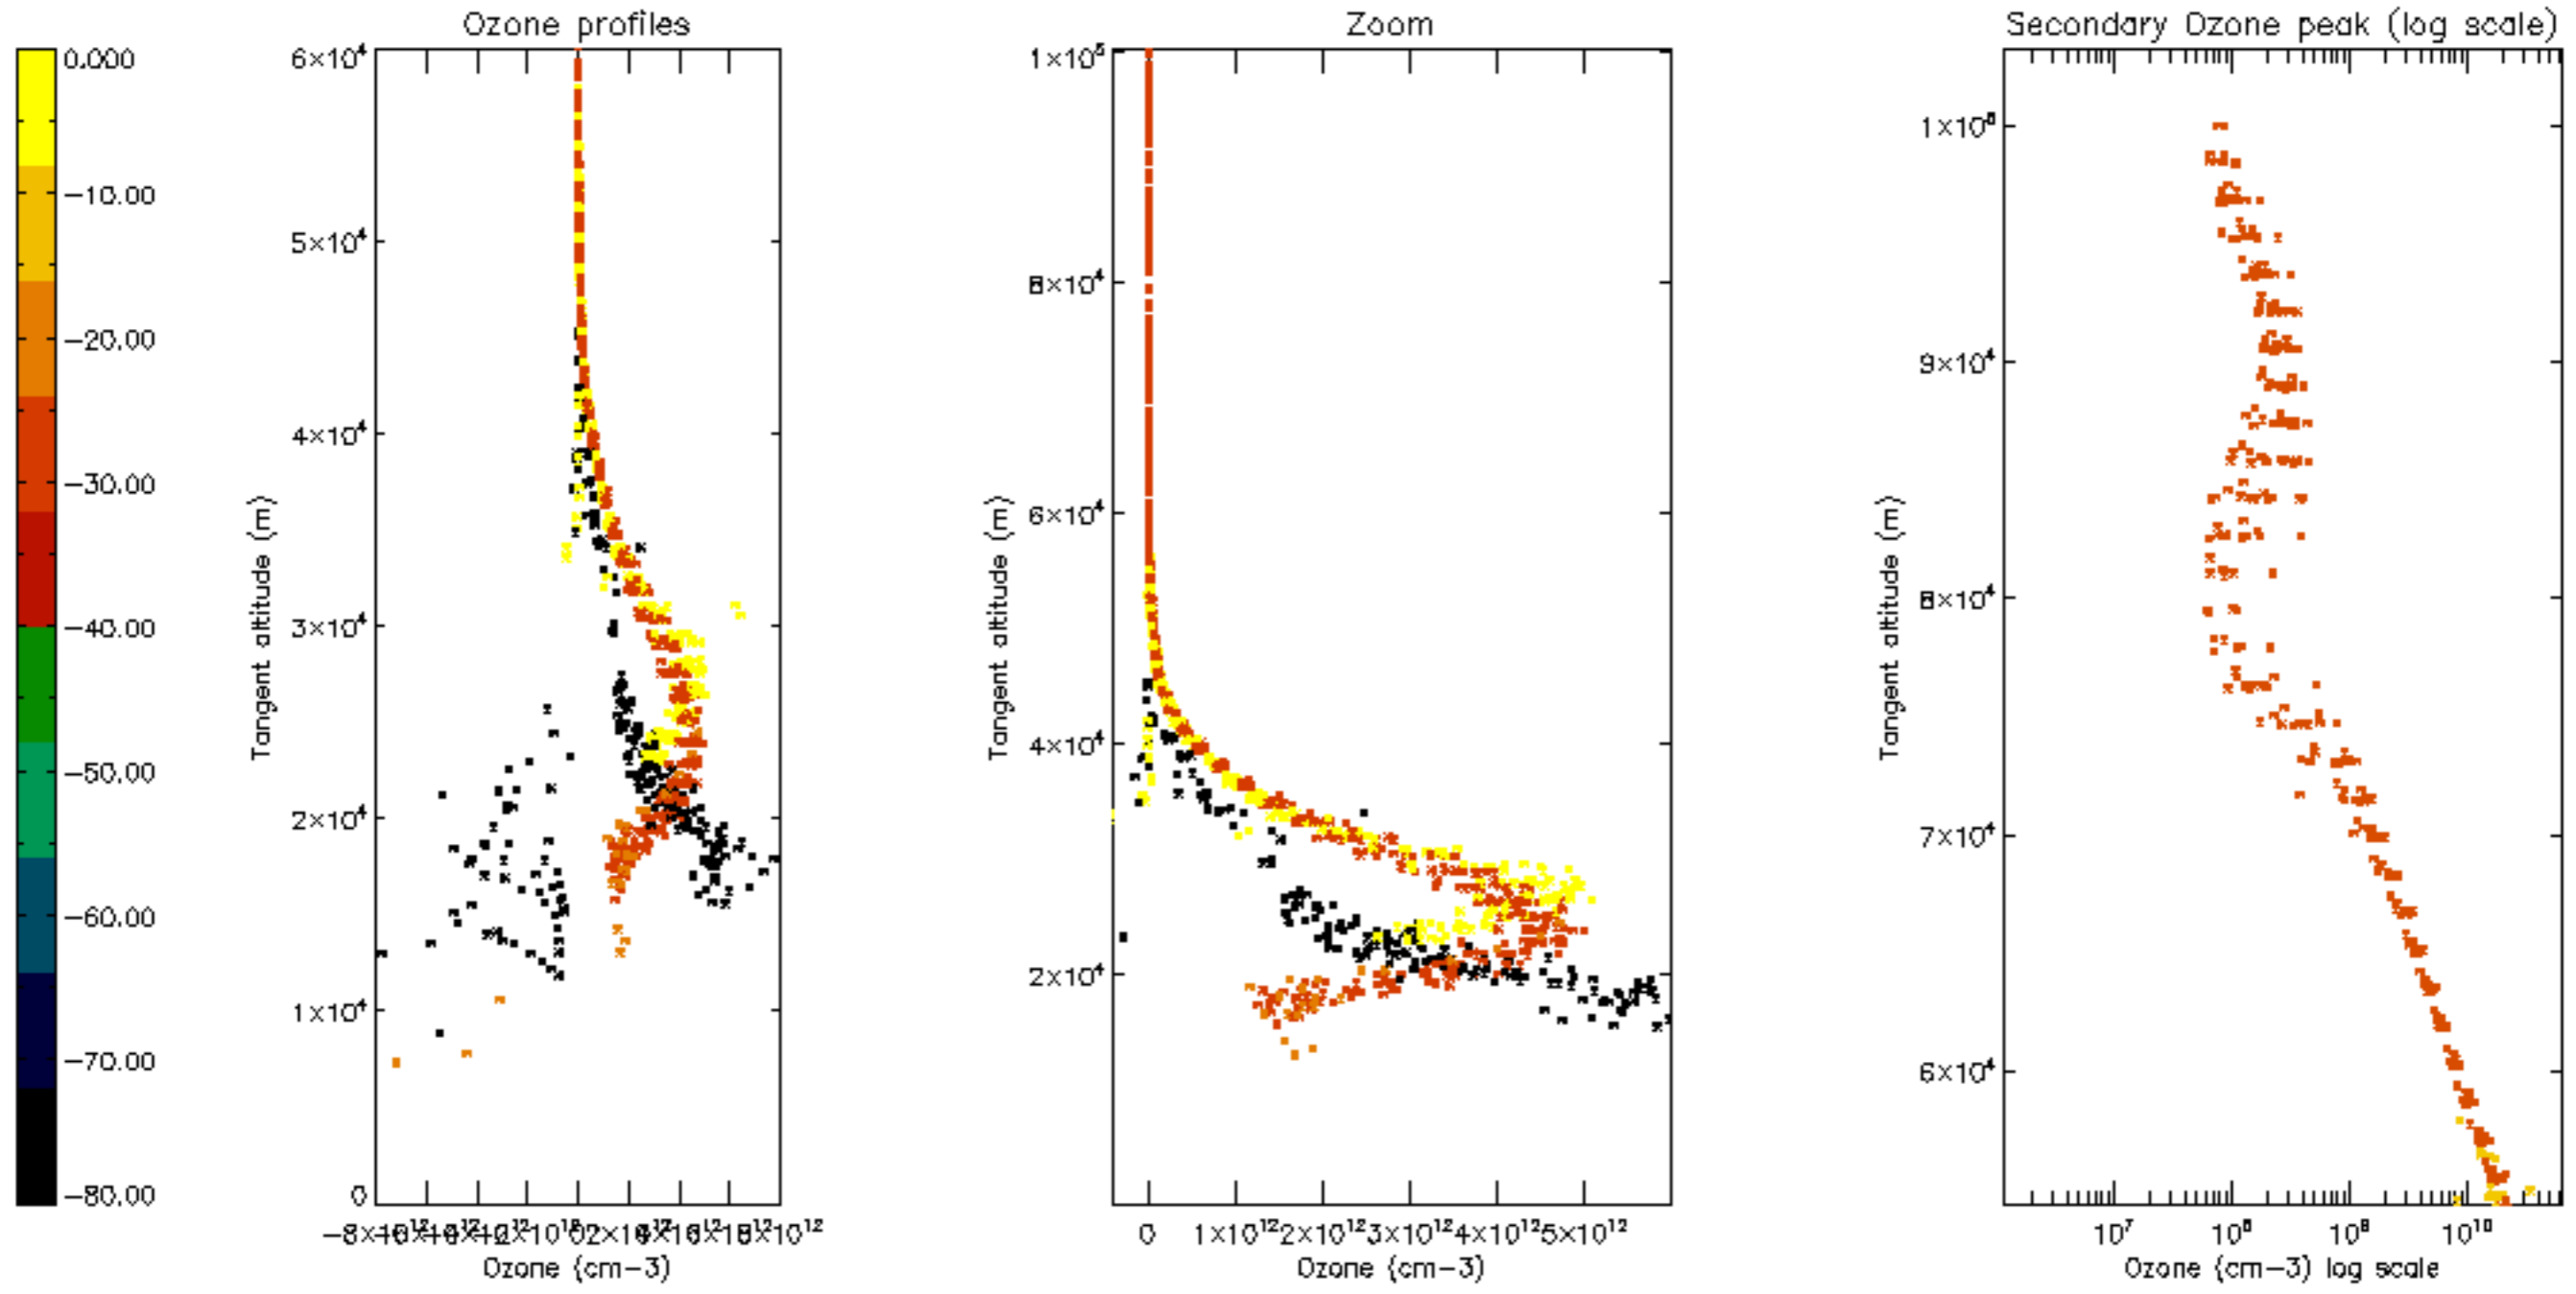 Ozone profiles
Zoom
Secondary Ozone peak (log scale)
0.000
−10.00
−20.00
−30.00
−40.00
−50.00
−60.00
−70.00
−80.00
6×10⁴
5×10⁴
4×10⁴
3×10⁴
2×10⁴
1×10⁴
0
Tangent altitude (m)
Ozone (cm−3)
1×10⁵
8×10⁴
6×10⁴
4×10⁴
2×10⁴
Tangent altitude (m)
0 1×10¹² 2×10¹² 3×10¹² 4×10¹² 5×10¹²
Ozone (cm−3)
1×10⁵
9×10⁴
8×10⁴
7×10⁴
6×10⁴
Tangent altitude (m)
10⁷ 10⁸ 10⁹ 10¹⁰
Ozone (cm−3) log scale